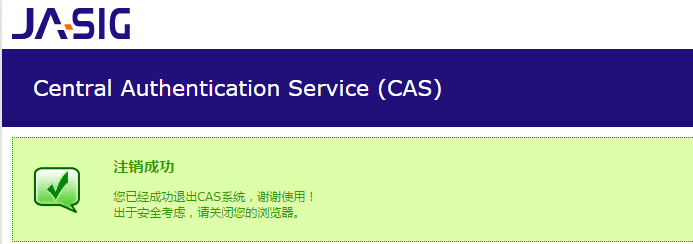 JASIG
Central Authentication Service (CAS)
注销成功
您已经成功退出CAS系统，谢谢使用！
出于安全考虑，请关闭您的浏览器。